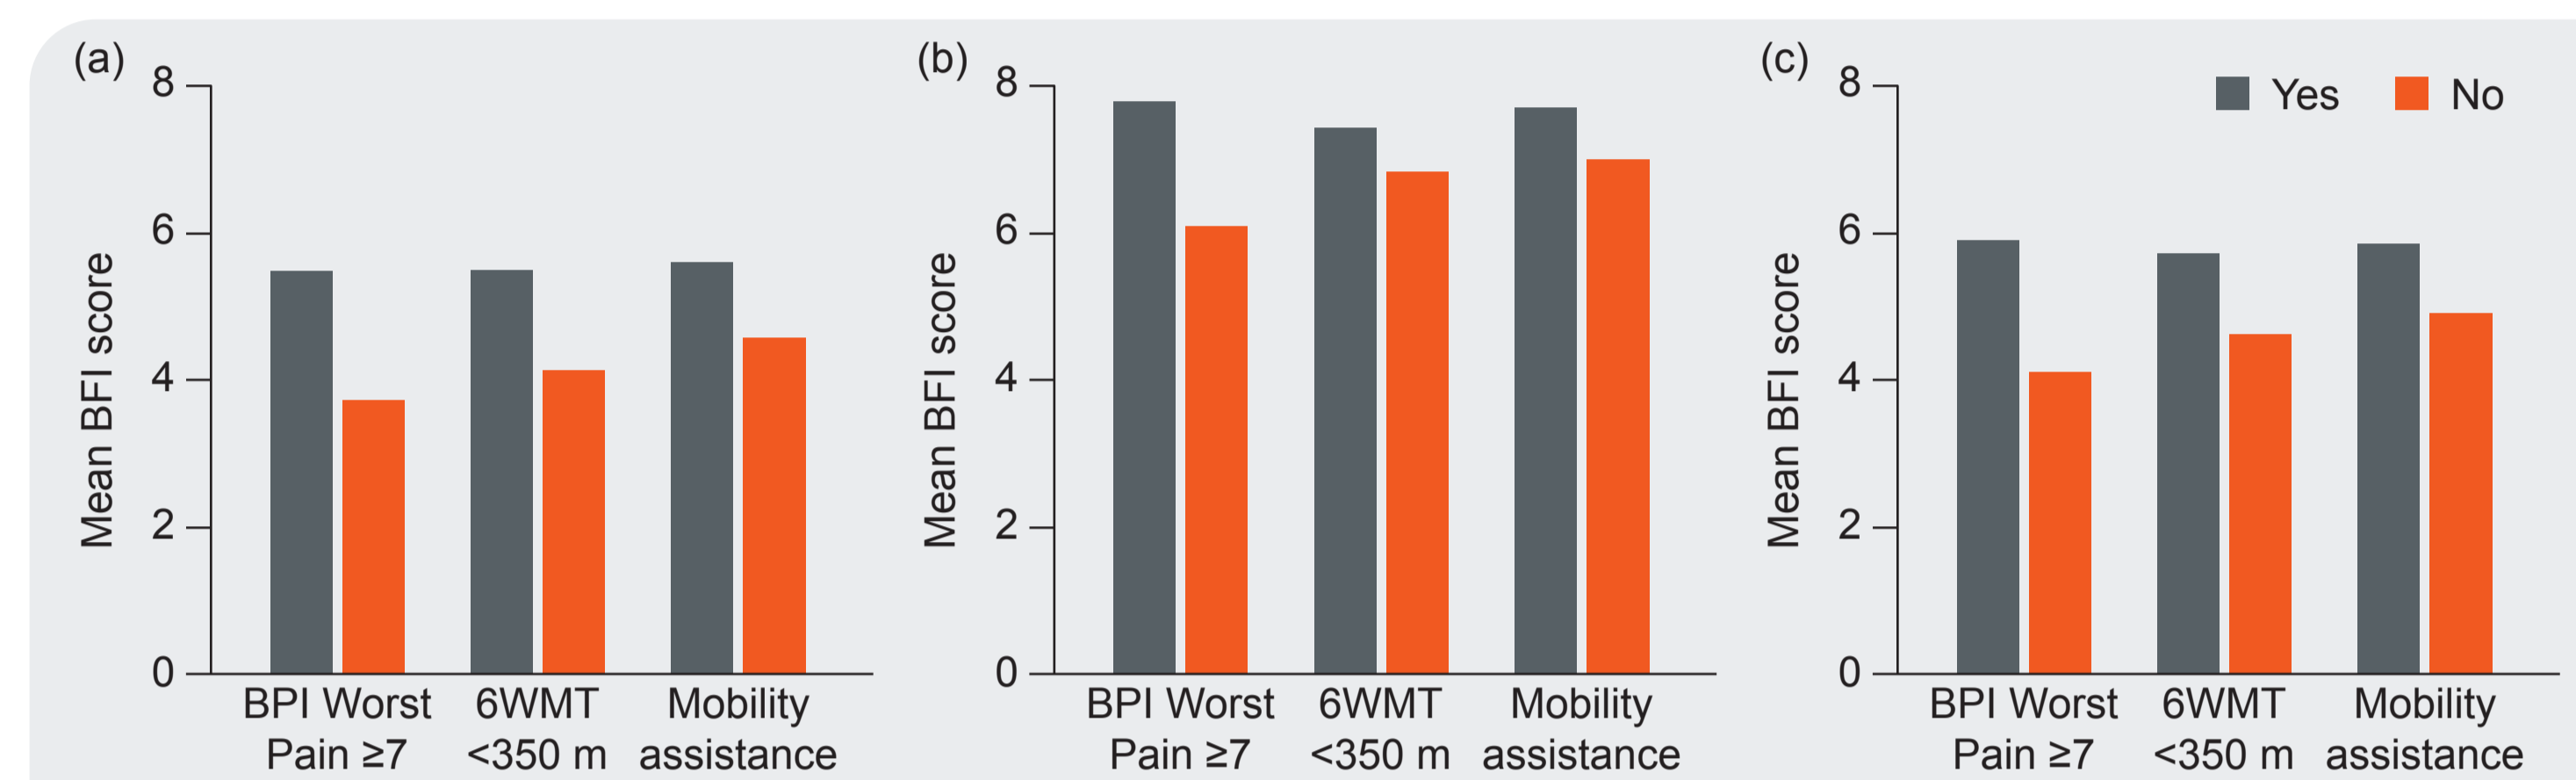 (a)
8
6
4
2
0
Mean BFI score
BPI Worst
Pain ≥7
6WMT
<350 m
Mobility
assistance
(b)
8
6
4
2
0
Mean BFI score
BPI Worst
Pain ≥7
6WMT
<350 m
Mobility
assistance
(c)
8
6
4
2
0
Mean BFI score
Yes
No
BPI Worst
Pain ≥7
6WMT
<350 m
Mobility
assistance